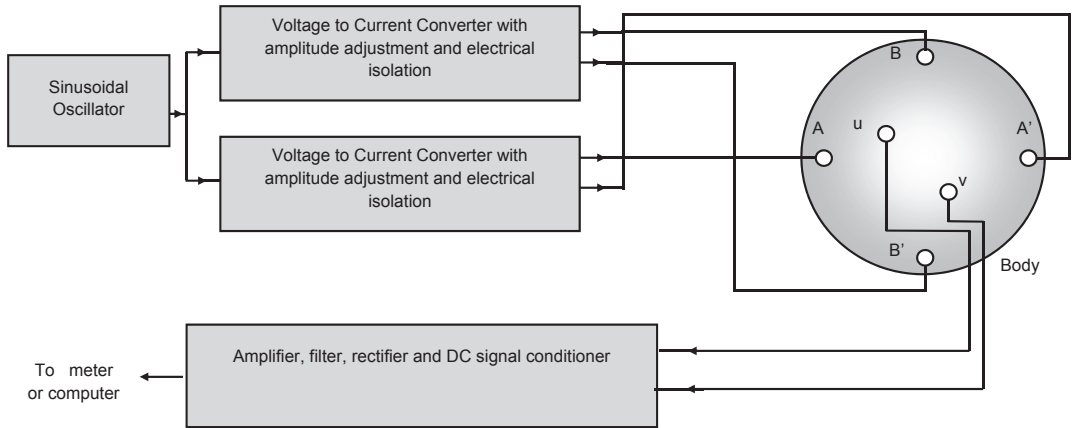 Voltage to Current Converter with
amplitude adjustment and electrical
isolation
Sinusoidal
Oscillator
Voltage to Current Converter with
amplitude adjustment and electrical
isolation
B
A
u
A'
v
B'
Body
Amplifier, filter, rectifier and DC signal conditioner
To meter
or computer